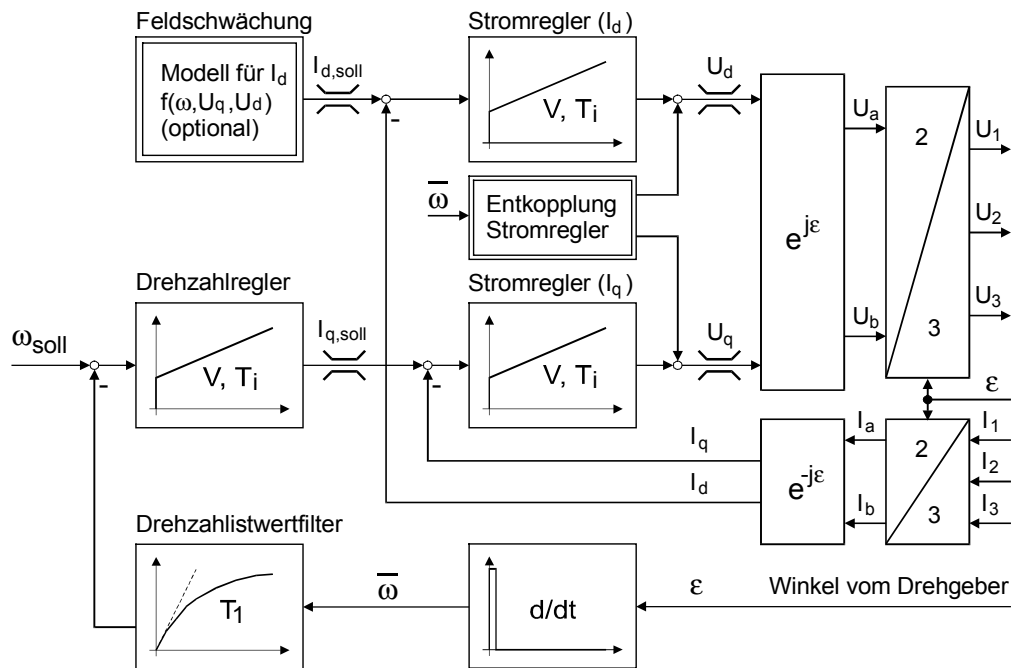 Feldschwächung
Modell für I_d
f(ω,U_q,U_d)
(optional)
I_d,soll
-
Stromregler (I_d)
V, T_i
U_d
ω̅
Entkopplung
Stromregler
e^jε
U_a
U_b
2
3
U_1
U_2
U_3
Drehzahlregler
ω_soll
-
V, T_i
I_q,soll
-
Stromregler (I_q)
V, T_i
U_q
ε
I_q
I_d
e^-jε
I_a
I_b
2
3
I_1
I_2
I_3
Drehzahlistwertfilter
T_1
ω̅
d/dt
ε
Winkel vom Drehgeber